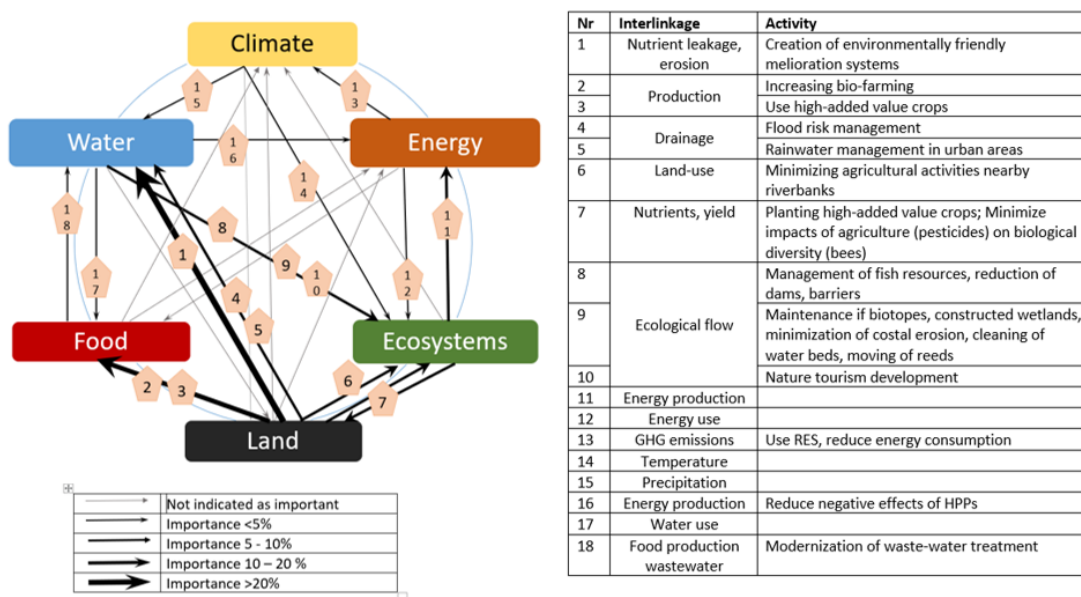 Climate
Water
Energy
Food
Ecosystems
Land
1
5
1
3
1
6
1
4
1
8
8
1
1
1
9
1
0
1
7
4
5
1
2
2
3
6
7
Not indicated as important
Importance <5%
Importance 5 - 10%
Importance 10 – 20 %
Importance >20%
Nr Interlinkage Activity
1 Nutrient leakage, Creation of environmentally friendly
erosion melioration systems
2 Production Increasing bio-farming
3 Use high-added value crops
4 Drainage Flood risk management
5 Rainwater management in urban areas
6 Land-use Minimizing agricultural activities nearby
riverbanks
7 Nutrients, yield Planting high-added value crops; Minimize
impacts of agriculture (pesticides) on biological
diversity (bees)
8 Management of fish resources, reduction of
dams, barriers
9 Ecological flow Maintenance if biotopes, constructed wetlands,
minimization of costal erosion, cleaning of
water beds, moving of reeds
10 Nature tourism development
11 Energy production
12 Energy use
13 GHG emissions Use RES, reduce energy consumption
14 Temperature
15 Precipitation
16 Energy production Reduce negative effects of HPPs
17 Water use
18 Food production Modernization of waste-water treatment
wastewater